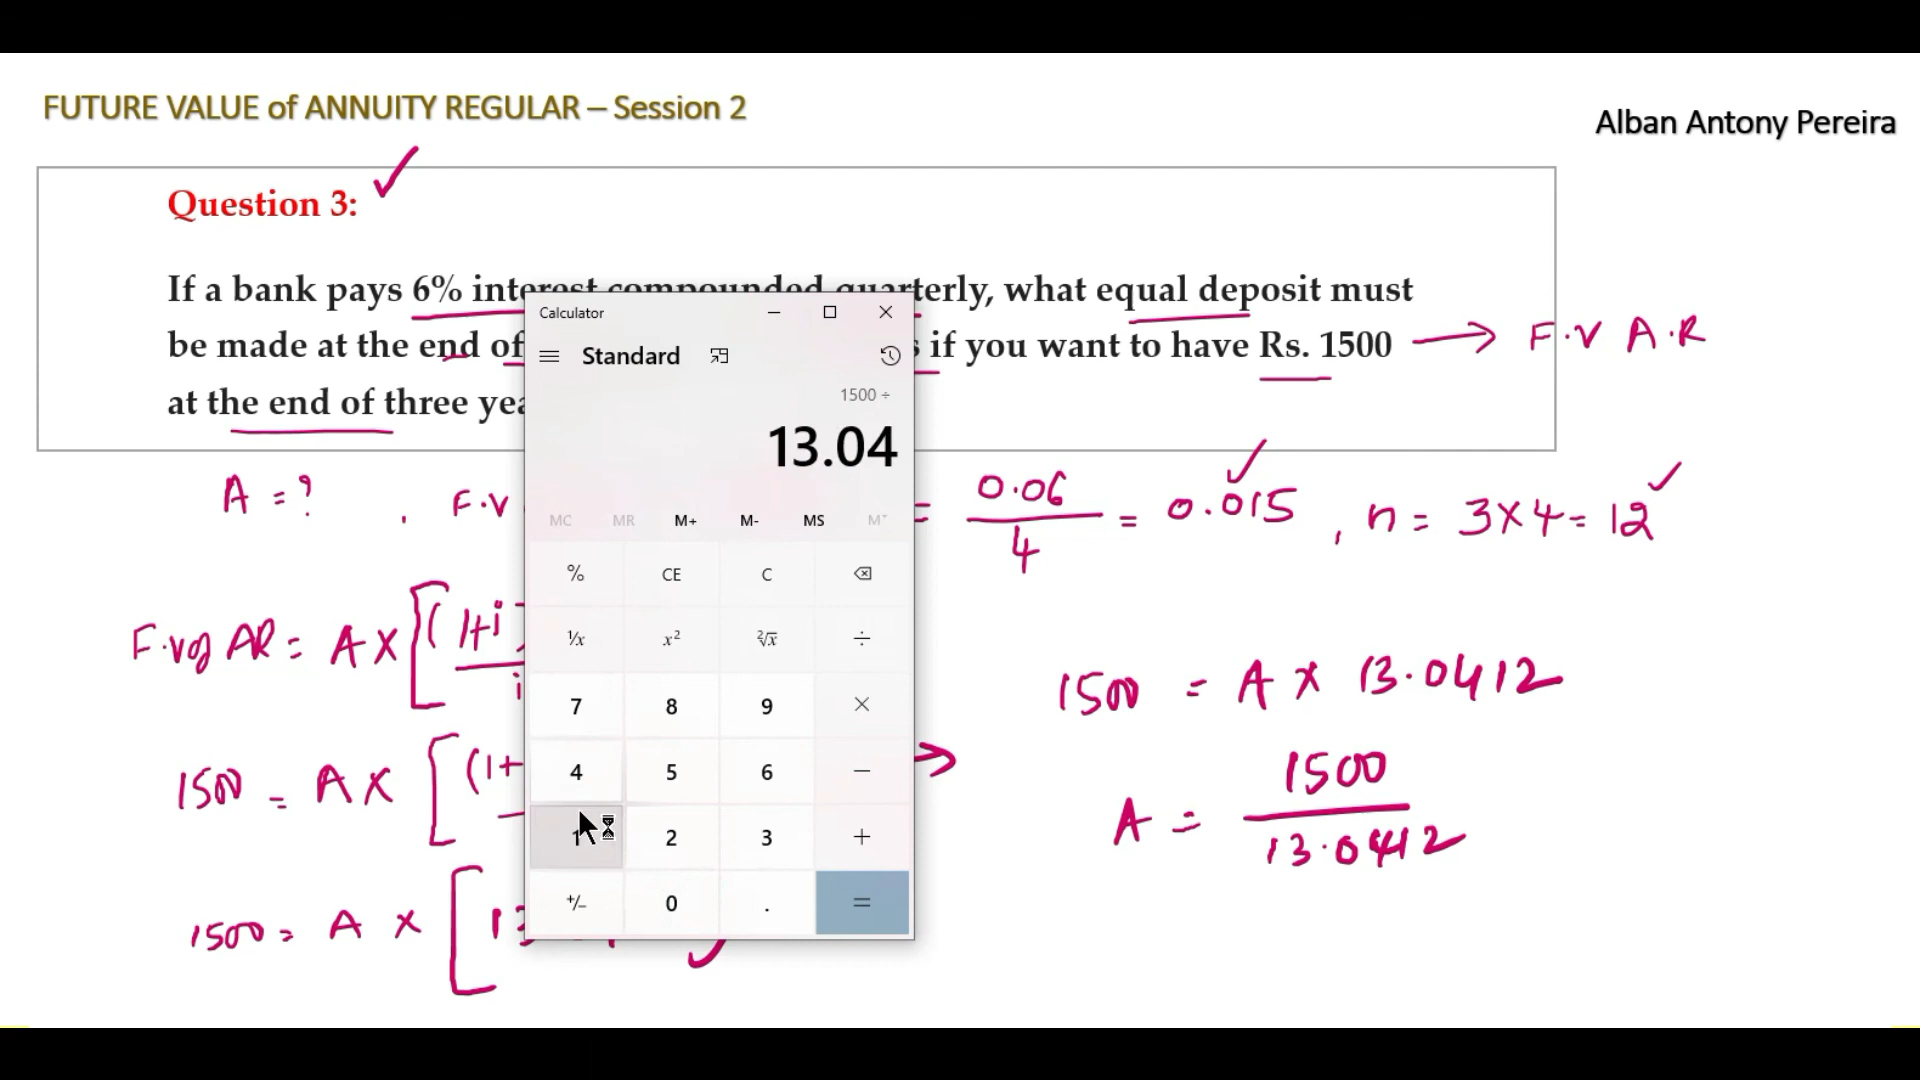 FUTURE VALUE of ANNUITY REGULAR – Session 2
Alban Antony Pereira
Question 3:
If a bank pays 6% interest compounded quarterly, what equal deposit must
be made at the end of if you want to have Rs. 1500 → F.V A.R
at the end of three
Calculator
Standard
1500 ÷
13.04
MC MR M+ M- MS M˅
% CE C ⌫
¹/x x² ²√x ÷
7 8 9 ×
4 5 6 −
1 2 3 +
+/− 0 . =
A = ? , F.V
= 0.06 / 4 = 0.015 , n = 3 x 4 = 12
F.V of AR = A x [(1+i
i
1500 = A x [(1+
1500 = A x [
1500 = A x 13.0412
A = 1500 / 13.0412